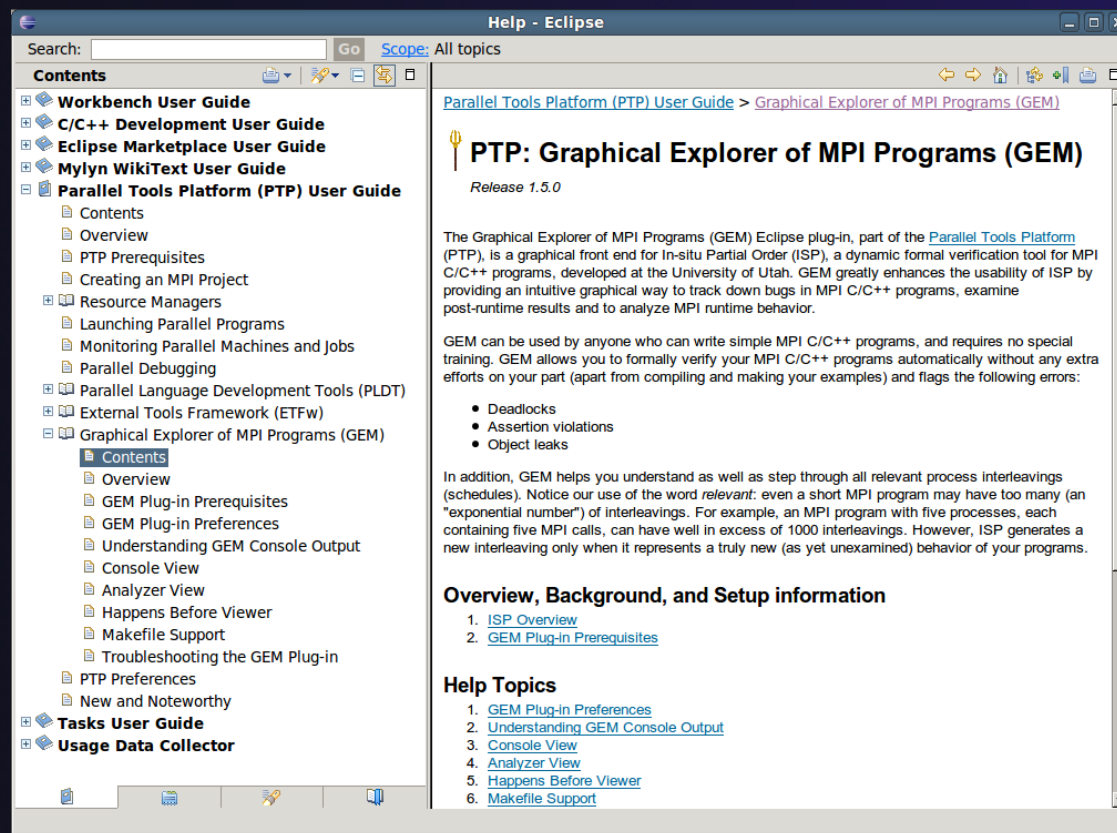 Help - Eclipse
Search:
Go
Scope: All topics
Contents
Workbench User Guide
C/C++ Development User Guide
Eclipse Marketplace User Guide
Mylyn WikiText User Guide
Parallel Tools Platform (PTP) User Guide
Contents
Overview
PTP Prerequisites
Creating an MPI Project
Resource Managers
Launching Parallel Programs
Monitoring Parallel Machines and Jobs
Parallel Debugging
Parallel Language Development Tools (PLDT)
External Tools Framework (ETFw)
Graphical Explorer of MPI Programs (GEM)
Contents
Overview
GEM Plug-in Prerequisites
GEM Plug-in Preferences
Understanding GEM Console Output
Console View
Analyzer View
Happens Before Viewer
Makefile Support
Troubleshooting the GEM Plug-in
PTP Preferences
New and Noteworthy
Tasks User Guide
Usage Data Collector
Parallel Tools Platform (PTP) User Guide > Graphical Explorer of MPI Programs (GEM)
PTP: Graphical Explorer of MPI Programs (GEM)
Release 1.5.0
The Graphical Explorer of MPI Programs (GEM) Eclipse plug-in, part of the Parallel Tools Platform
(PTP), is a graphical front end for In-situ Partial Order (ISP), a dynamic formal verification tool for MPI
C/C++ programs, developed at the University of Utah. GEM greatly enhances the usability of ISP by
providing an intuitive graphical way to track down bugs in MPI C/C++ programs, examine
post-runtime results and to analyze MPI runtime behavior.
GEM can be used by anyone who can write simple MPI C/C++ programs, and requires no special
training. GEM allows you to formally verify your MPI C/C++ programs automatically without any extra
efforts on your part (apart from compiling and making your examples) and flags the following errors:
• Deadlocks
• Assertion violations
• Object leaks
In addition, GEM helps you understand as well as step through all relevant process interleavings
(schedules). Notice our use of the word relevant: even a short MPI program may have too many (an
"exponential number") of interleavings. For example, an MPI program with five processes, each
containing five MPI calls, can have well in excess of 1000 interleavings. However, ISP generates a
new interleaving only when it represents a truly new (as yet unexamined) behavior of your programs.
Overview, Background, and Setup information
1. ISP Overview
2. GEM Plug-in Prerequisites
Help Topics
1. GEM Plug-in Preferences
2. Understanding GEM Console Output
3. Console View
4. Analyzer View
5. Happens Before Viewer
6. Makefile Support